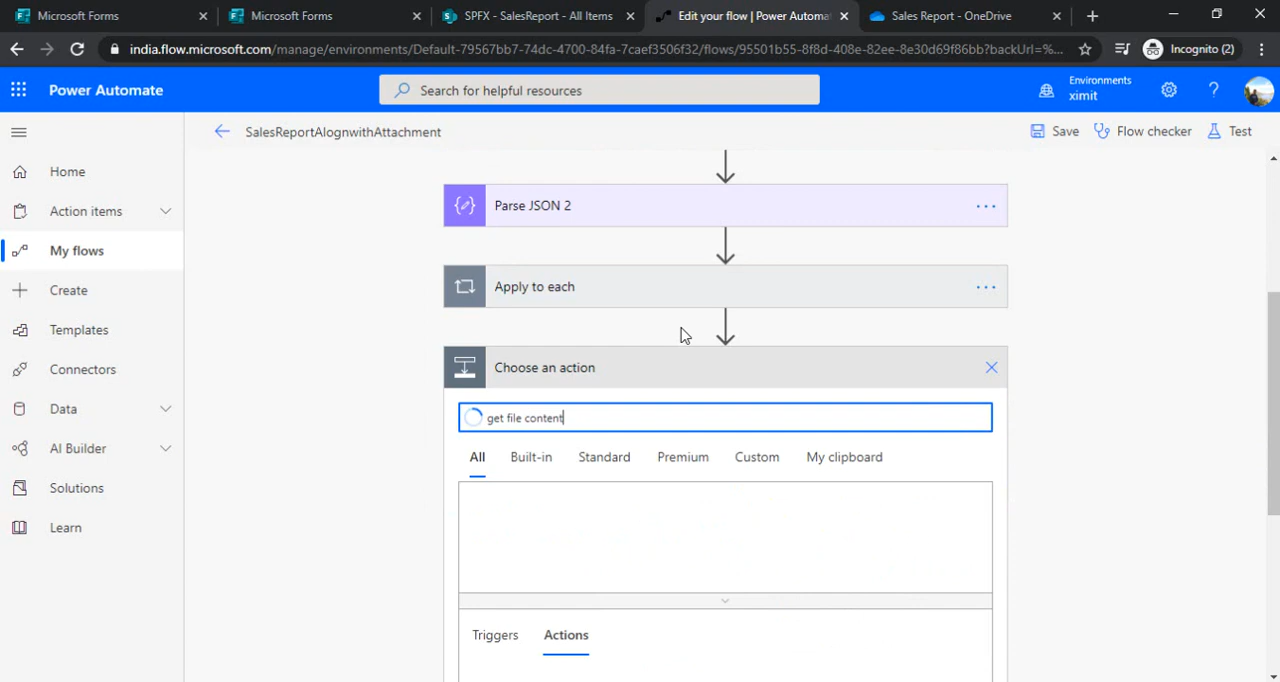 Microsoft Forms
Microsoft Forms
SPFX - SalesReport - All Items
Edit your flow | Power Automat
Sales Report - OneDrive
india.flow.microsoft.com/manage/environments/Default-79567bb7-74dc-4700-84fa-7caef3506f32/flows/95501b55-8f8d-408e-82ee-8e30d69f86bb?backUrl=%...
Incognito (2)
Power Automate
Search for helpful resources
Environments
ximit
SalesReportAlognwithAttachment
Save
Flow checker
Test
Home
Action items
My flows
Create
Templates
Connectors
Data
AI Builder
Solutions
Learn
Parse JSON 2
Apply to each
Choose an action
get file content
All
Built-in
Standard
Premium
Custom
My clipboard
Triggers
Actions